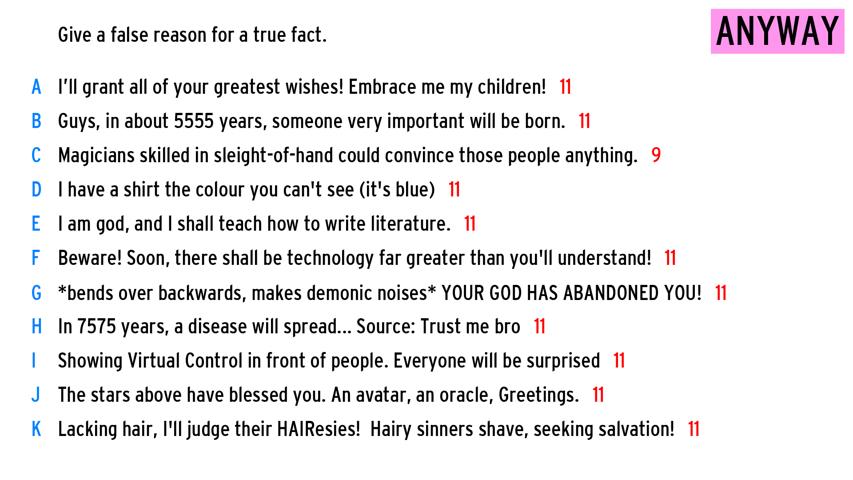 Give a false reason for a true fact.
ANYWAY
A I'll grant all of your greatest wishes! Embrace me my children! 11
B Guys, in about 5555 years, someone very important will be born. 11
C Magicians skilled in sleight-of-hand could convince those people anything. 9
D I have a shirt the colour you can't see (it's blue) 11
E I am god, and I shall teach how to write literature. 11
F Beware! Soon, there shall be technology far greater than you'll understand! 11
G *bends over backwards, makes demonic noises* YOUR GOD HAS ABANDONED YOU! 11
H In 7575 years, a disease will spread... Source: Trust me bro 11
I Showing Virtual Control in front of people. Everyone will be surprised 11
J The stars above have blessed you. An avatar, an oracle, Greetings. 11
K Lacking hair, I'll judge their HAIResies! Hairy sinners shave, seeking salvation! 11